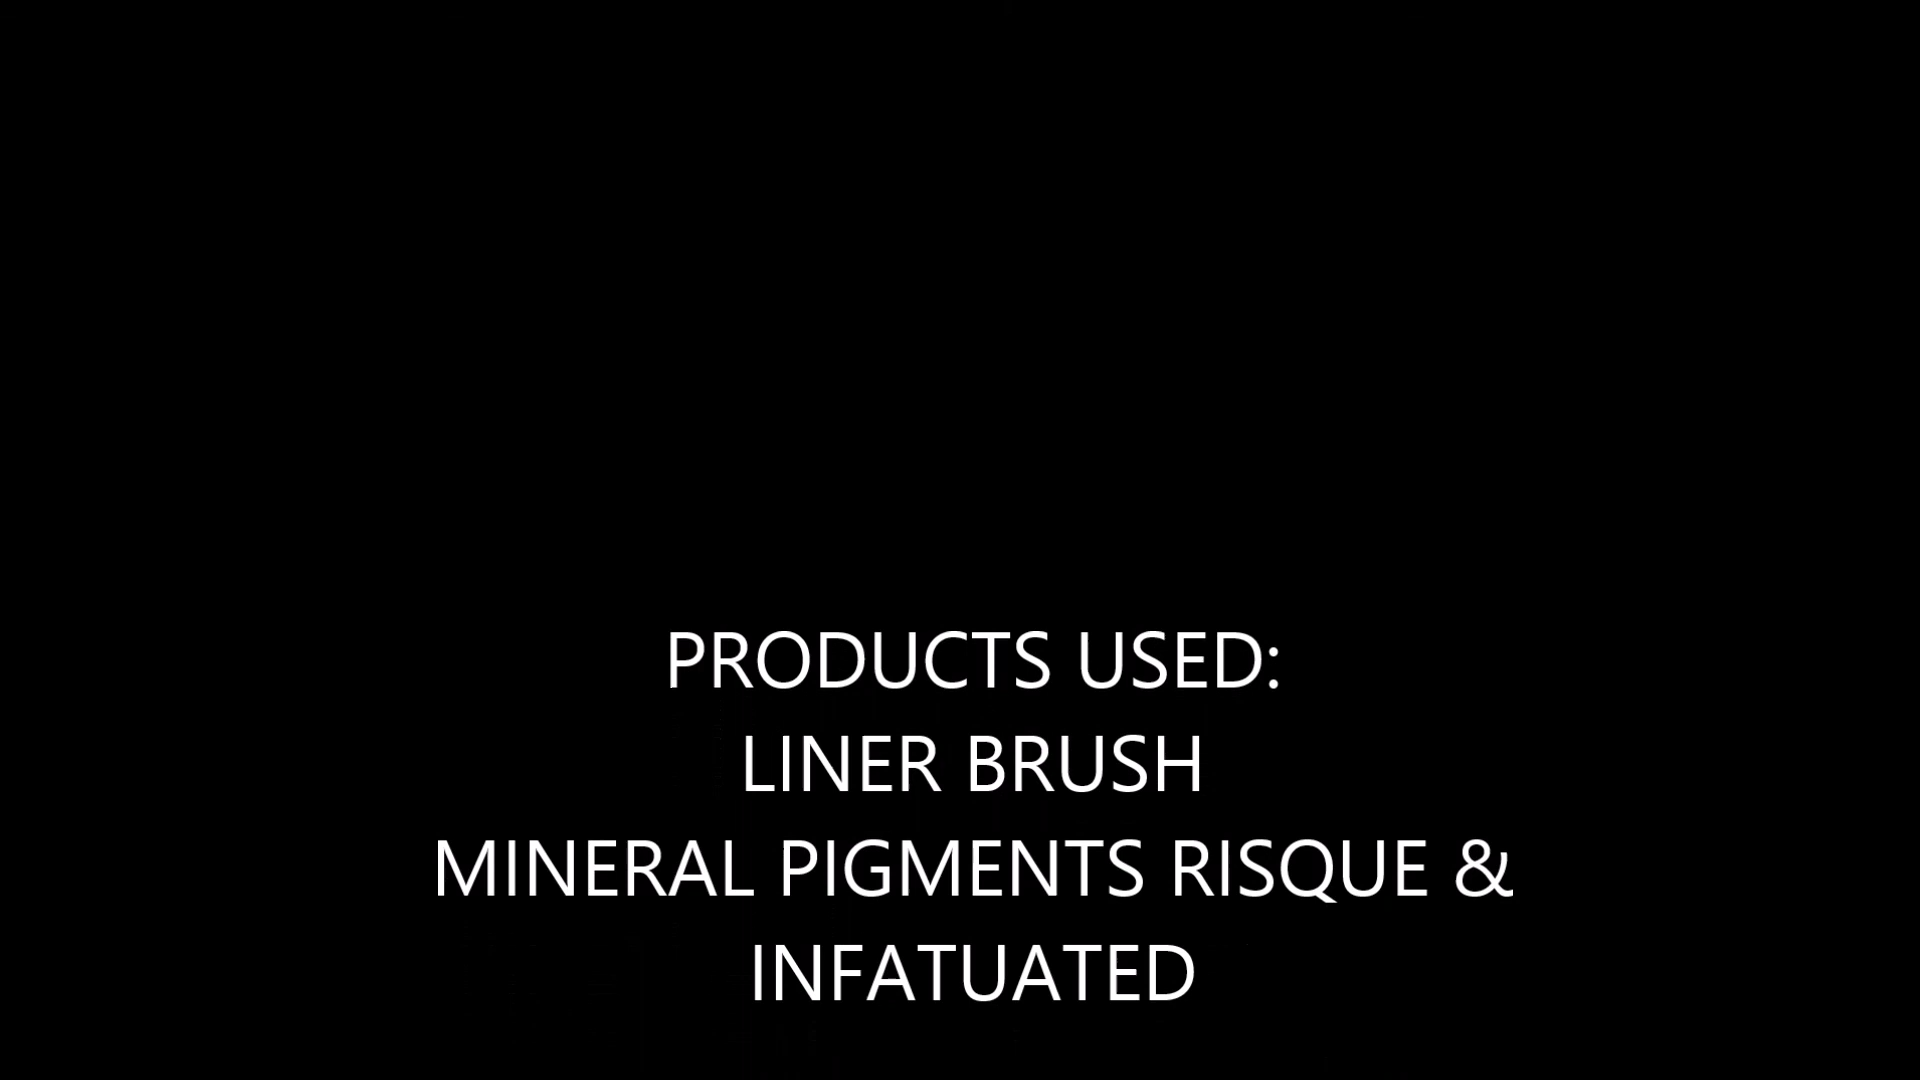 PRODUCTS USED:
LINER BRUSH
MINERAL PIGMENTS RISQUE &
INFATUATED